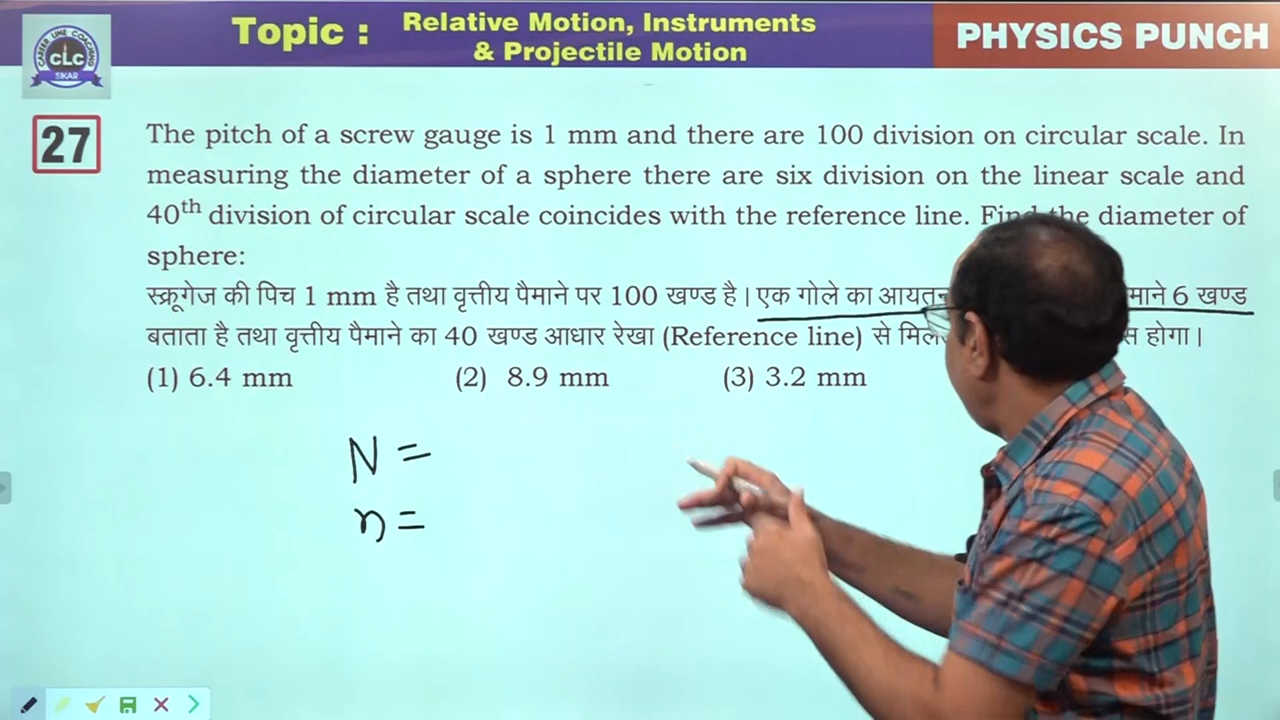 CAREER LINE COACHING
CLC
SIKAR
Topic : Relative Motion, Instruments
& Projectile Motion
PHYSICS PUNCH
27
The pitch of a screw gauge is 1 mm and there are 100 division on circular scale. In
measuring the diameter of a sphere there are six division on the linear scale and
40th division of circular scale coincides with the reference line. Find the diameter of
sphere:
स्क्रूगेज की पिच 1 mm है तथा वृत्तीय पैमाने पर 100 खण्ड है। एक गोले का आयतन 6 खण्ड
बताता है तथा वृत्तीय पैमाने का 40 खण्ड आधार रेखा (Reference line) से होगा।
(1) 6.4 mm (2) 8.9 mm (3) 3.2 mm
N =
n =